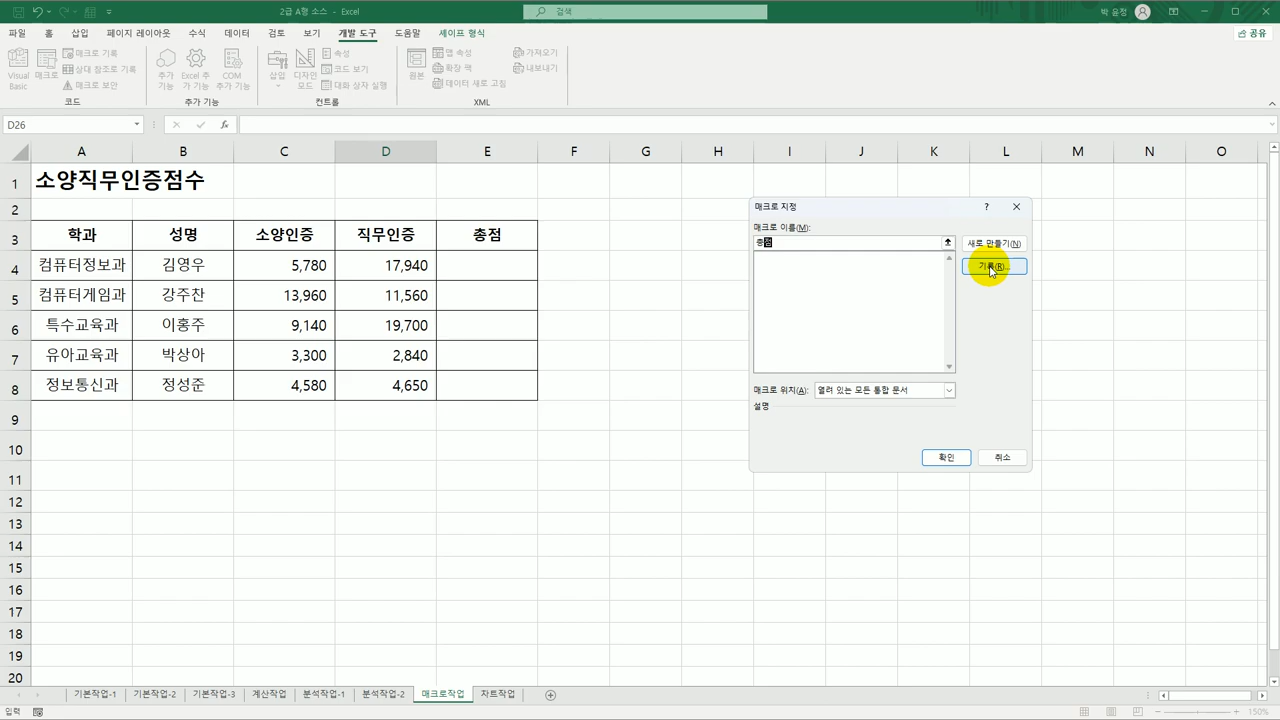 2급 A형 소스 - Excel
검색
박 윤정
파일 홈 삽입 페이지 레이아웃 수식 데이터 검토 보기 개발 도구 도움말 셰이프 형식
공유
Visual Basic
매크로
매크로 기록
상대 참조로 기록
매크로 보안
코드
추가 기능
Excel 추가 기능
COM 추가 기능
추가 기능
삽입
디자인 모드
속성
코드 보기
대화 상자 실행
컨트롤
원본
맵 속성
확장 팩
데이터 새로 고침
가져오기
내보내기
XML
D26
fx
A B C D E F G H I J K L M N O
1 소양직무인증점수
2
3 학과 성명 소양인증 직무인증 총점
4 컴퓨터정보과 김영우 5,780 17,940
5 컴퓨터게임과 강주찬 13,960 11,560
6 특수교육과 이홍주 9,140 19,700
7 유아교육과 박상아 3,300 2,840
8 정보통신과 정성준 4,580 4,650
9
10
11
12
13
14
15
16
17
18
19
20
매크로 지정 ?
매크로 이름(M):
새로 만들기(N)
기록(R)...
매크로 위치(A): 열려 있는 모든 통합 문서
설명
확인 취소
기본작업-1 기본작업-2 기본작업-3 계산작업 분석작업-1 분석작업-2 매크로작업 차트작업
입력
150%